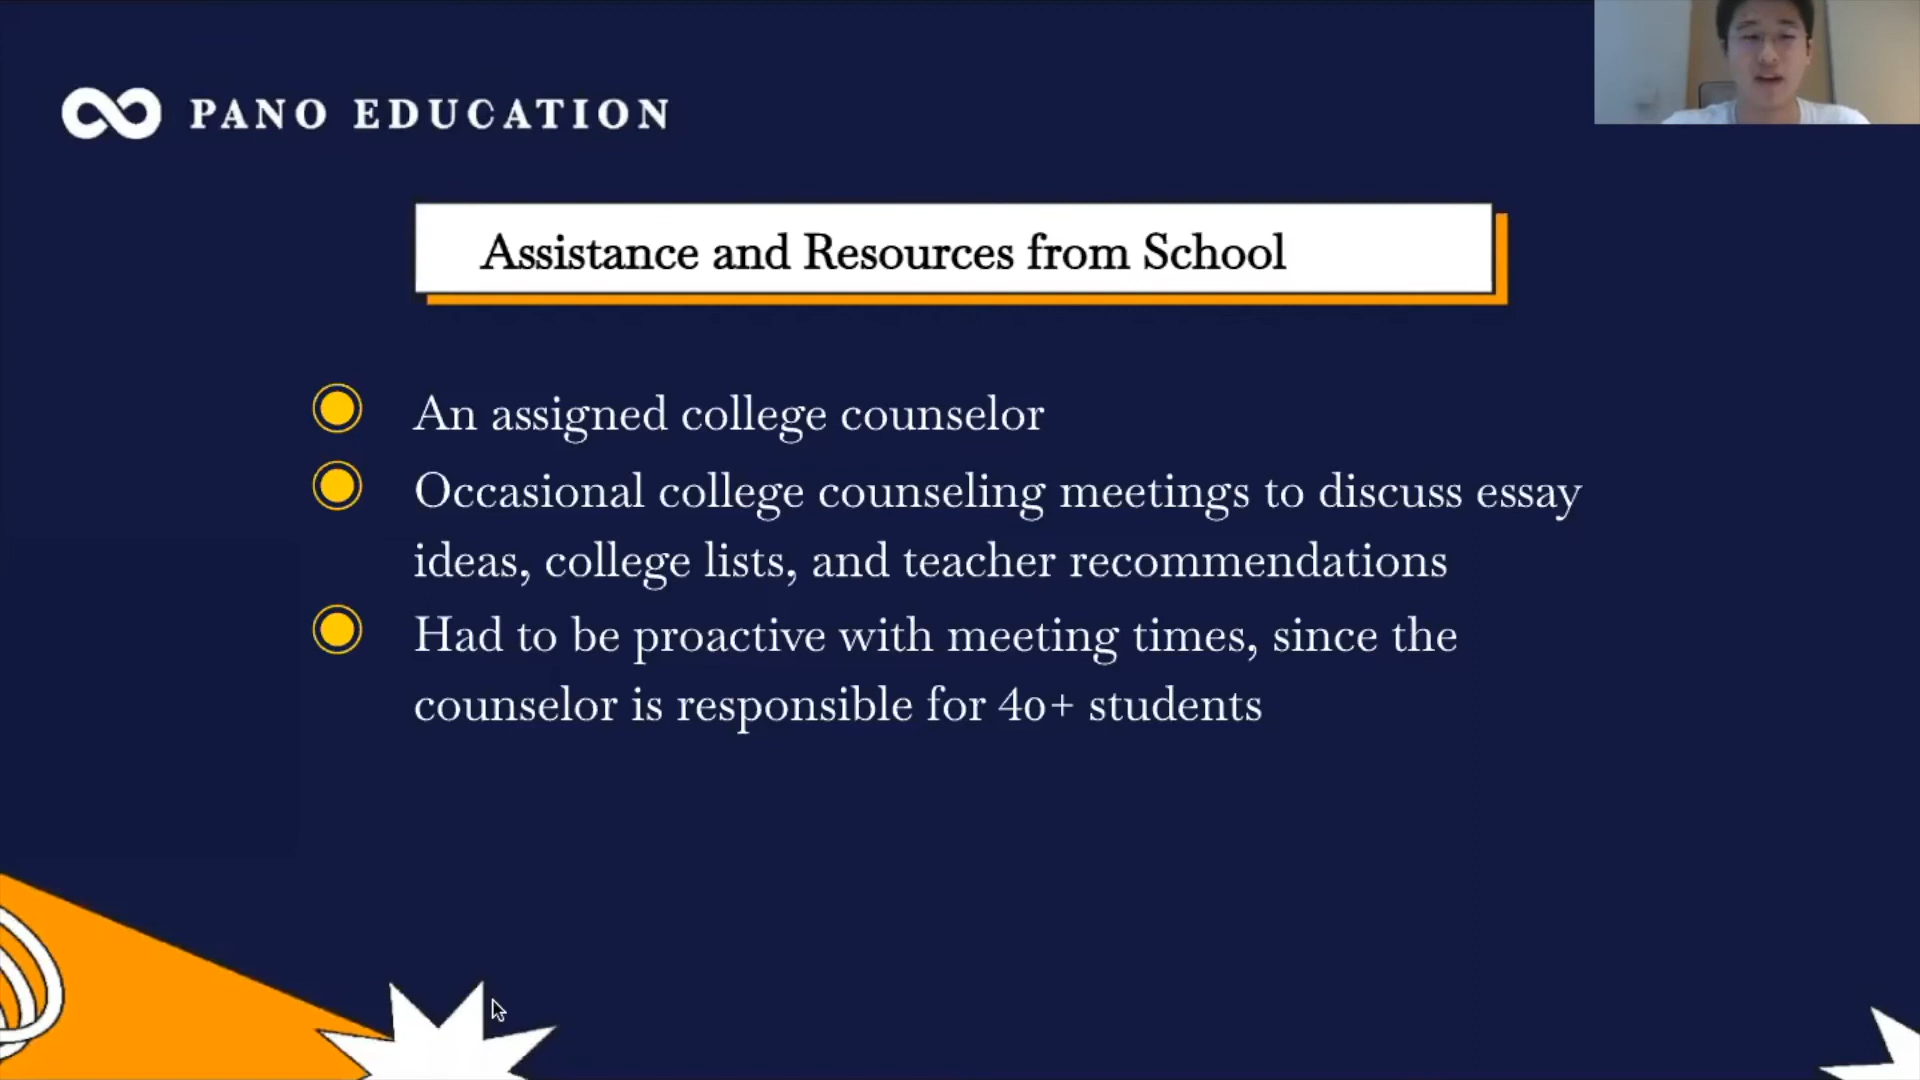 PANO EDUCATION
Assistance and Resources from School
An assigned college counselor
Occasional college counseling meetings to discuss essay
ideas, college lists, and teacher recommendations
Had to be proactive with meeting times, since the
counselor is responsible for 40+ students